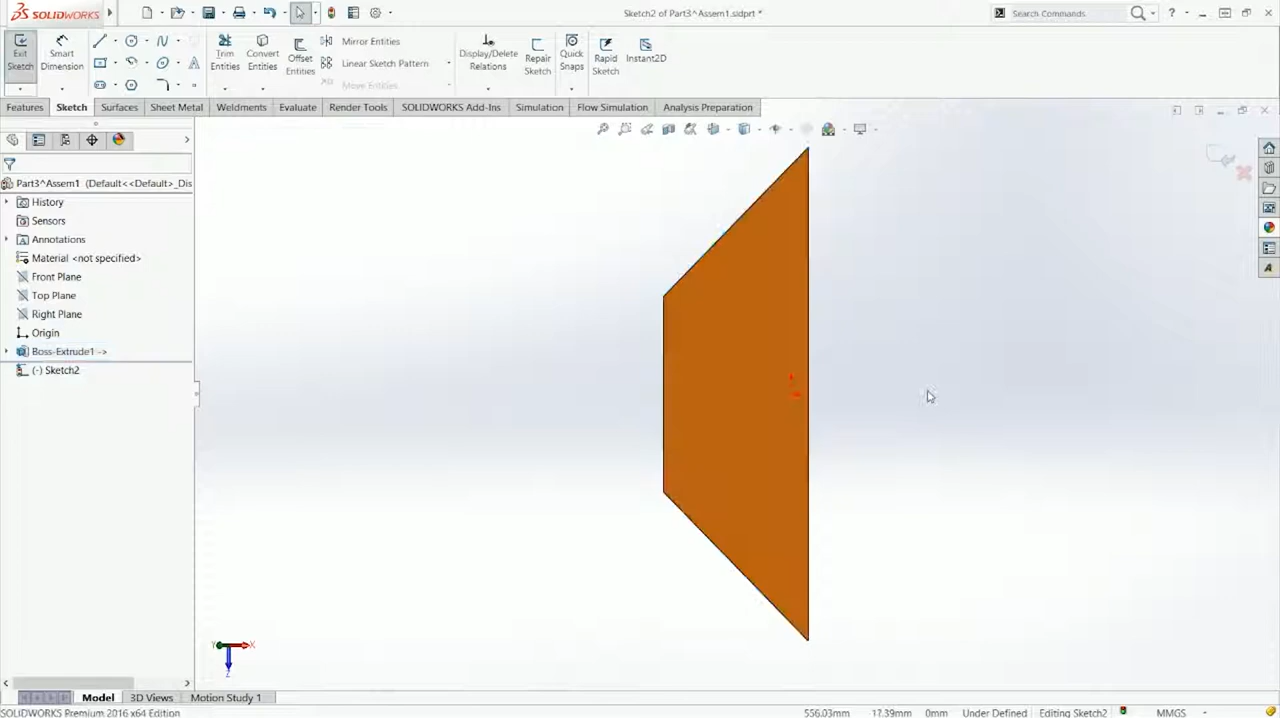 SOLIDWORKS
Sketch2 of Part3^Assem1.sldprt *
Search Commands
?
Exit Sketch
Smart Dimension
Trim Entities
Convert Entities
Offset Entities
Mirror Entities
Linear Sketch Pattern
Move Entities
Display/Delete Relations
Repair Sketch
Quick Snaps
Rapid Sketch
Instant2D
Features
Sketch
Surfaces
Sheet Metal
Weldments
Evaluate
Render Tools
SOLIDWORKS Add-Ins
Simulation
Flow Simulation
Analysis Preparation
Part3^Assem1 (Default<<Default>_Dis
History
Sensors
Annotations
Material <not specified>
Front Plane
Top Plane
Right Plane
Origin
Boss-Extrude1 ->
(-) Sketch2
Y
X
Z
Model
3D Views
Motion Study 1
SOLIDWORKS Premium 2016 x64 Edition
556.03mm
17.39mm
0mm
Under Defined
Editing Sketch2
MMGS